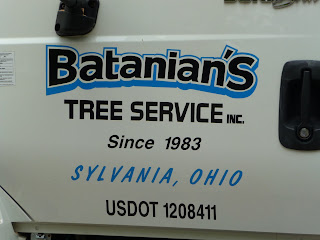 Batanian's
TREE SERVICE INC.
Since 1983
SYLVANIA, OHIO
USDOT 1208411